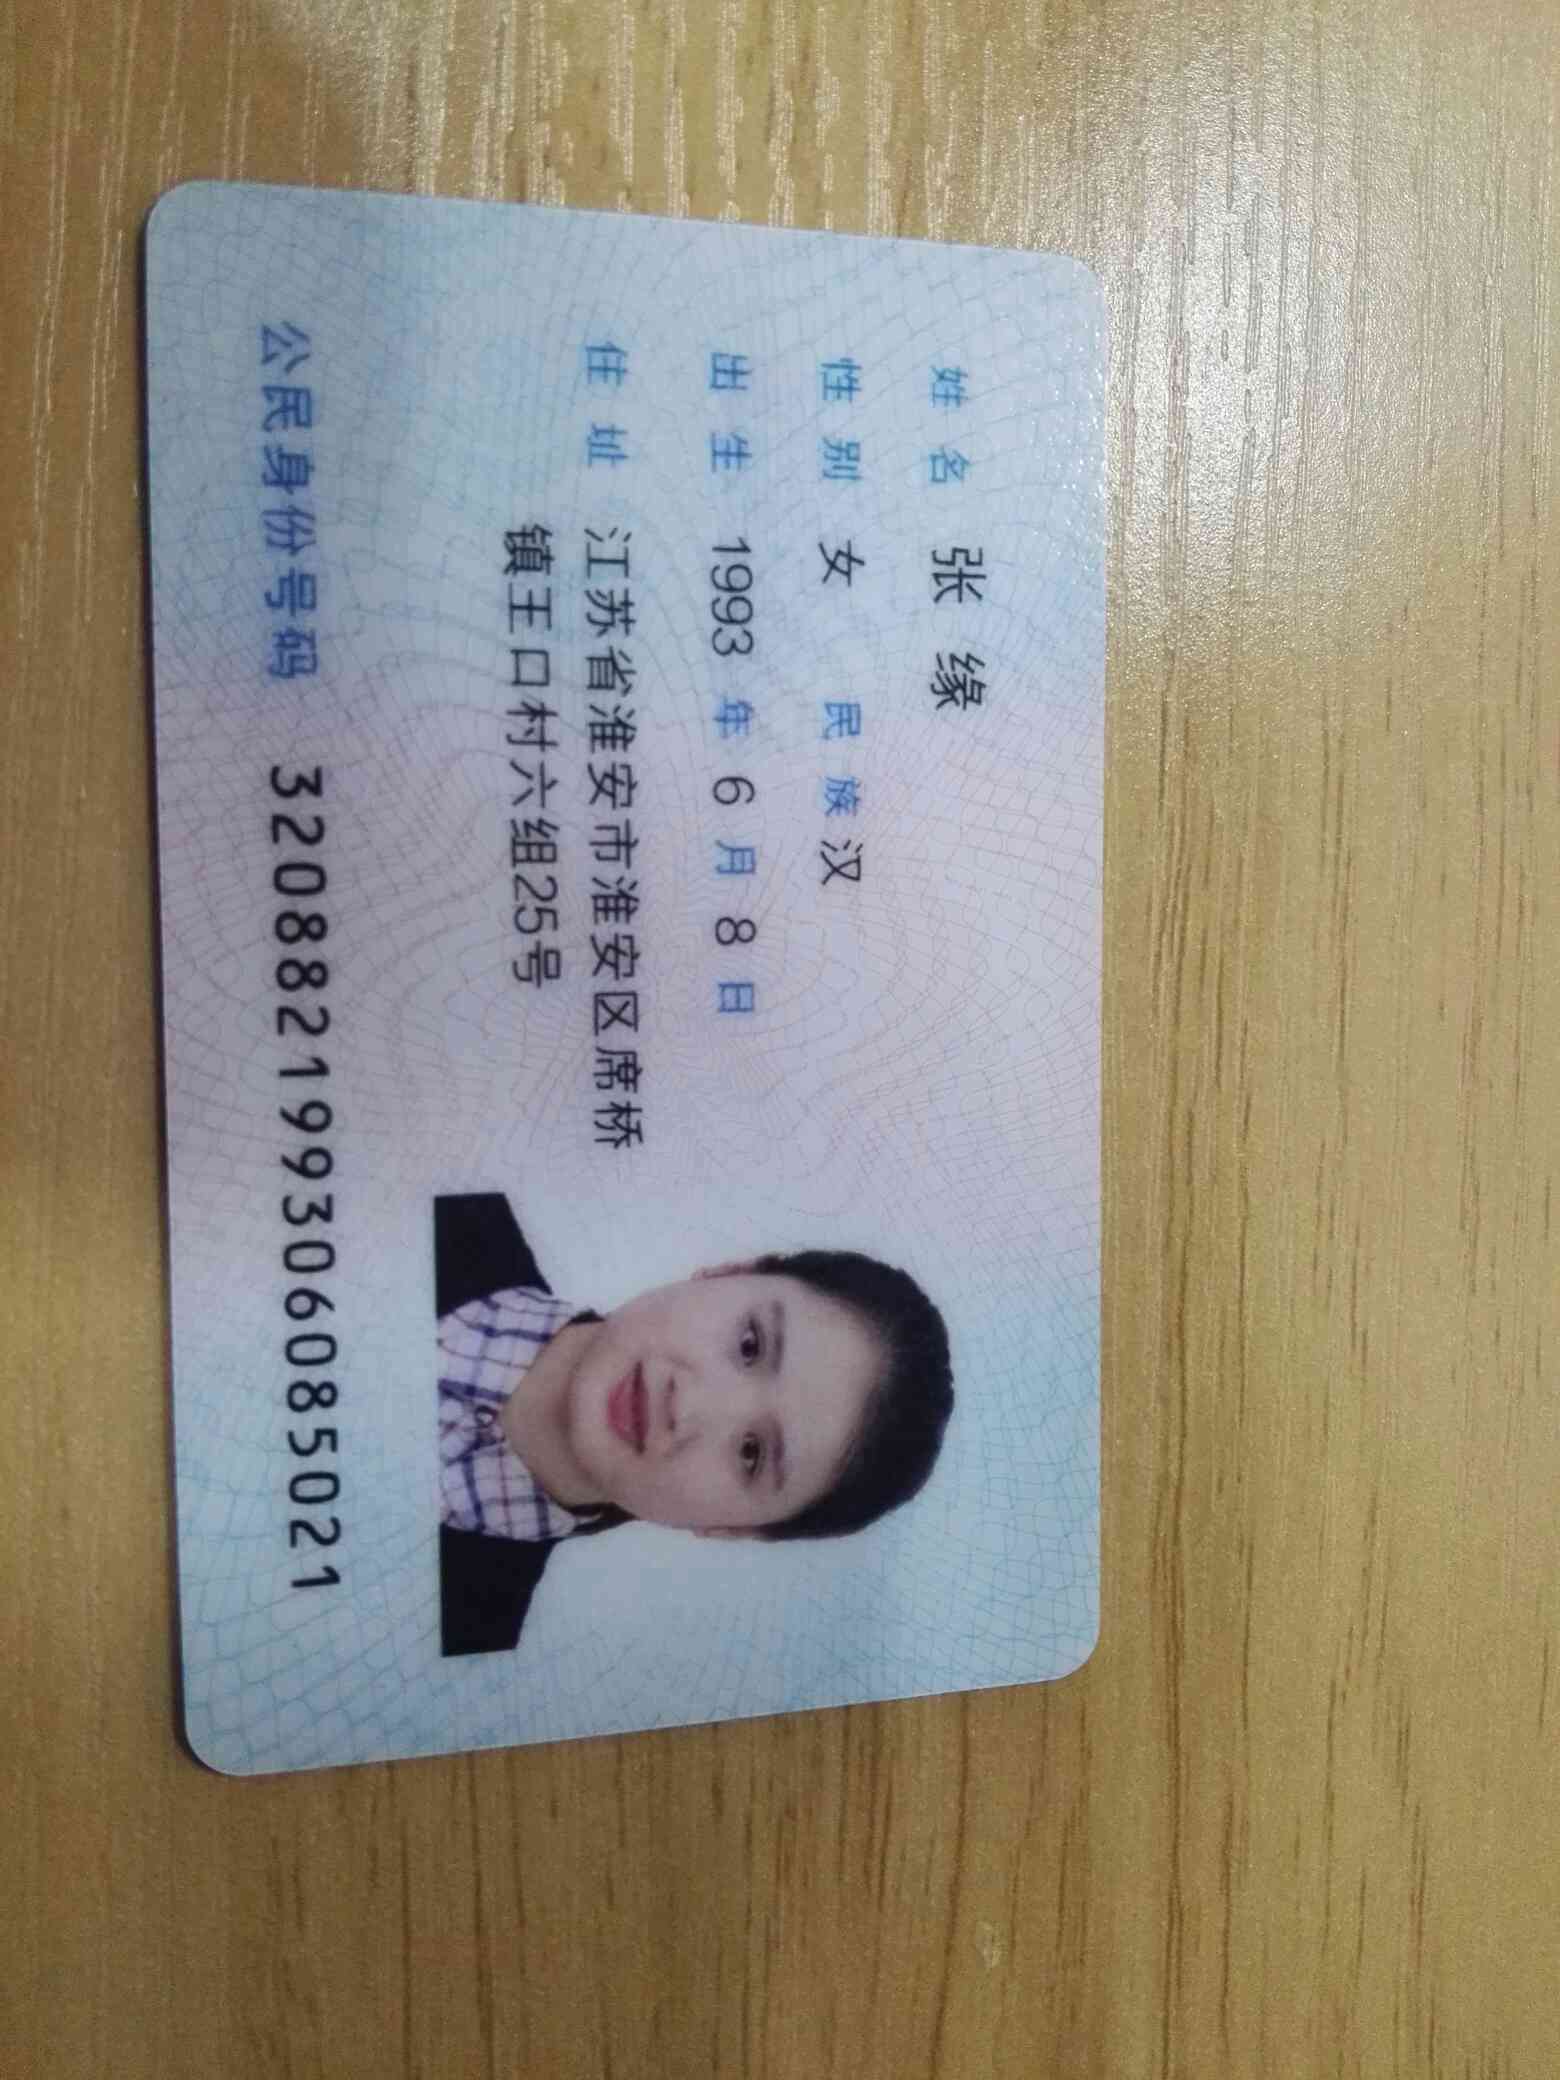 姓名 张缘
性别 女 民族 汉
出生 1993 年 6 月 8 日
住址 江苏省淮安市淮安区席桥
镇王口村六组25号
公民身份号码 320882199306085021